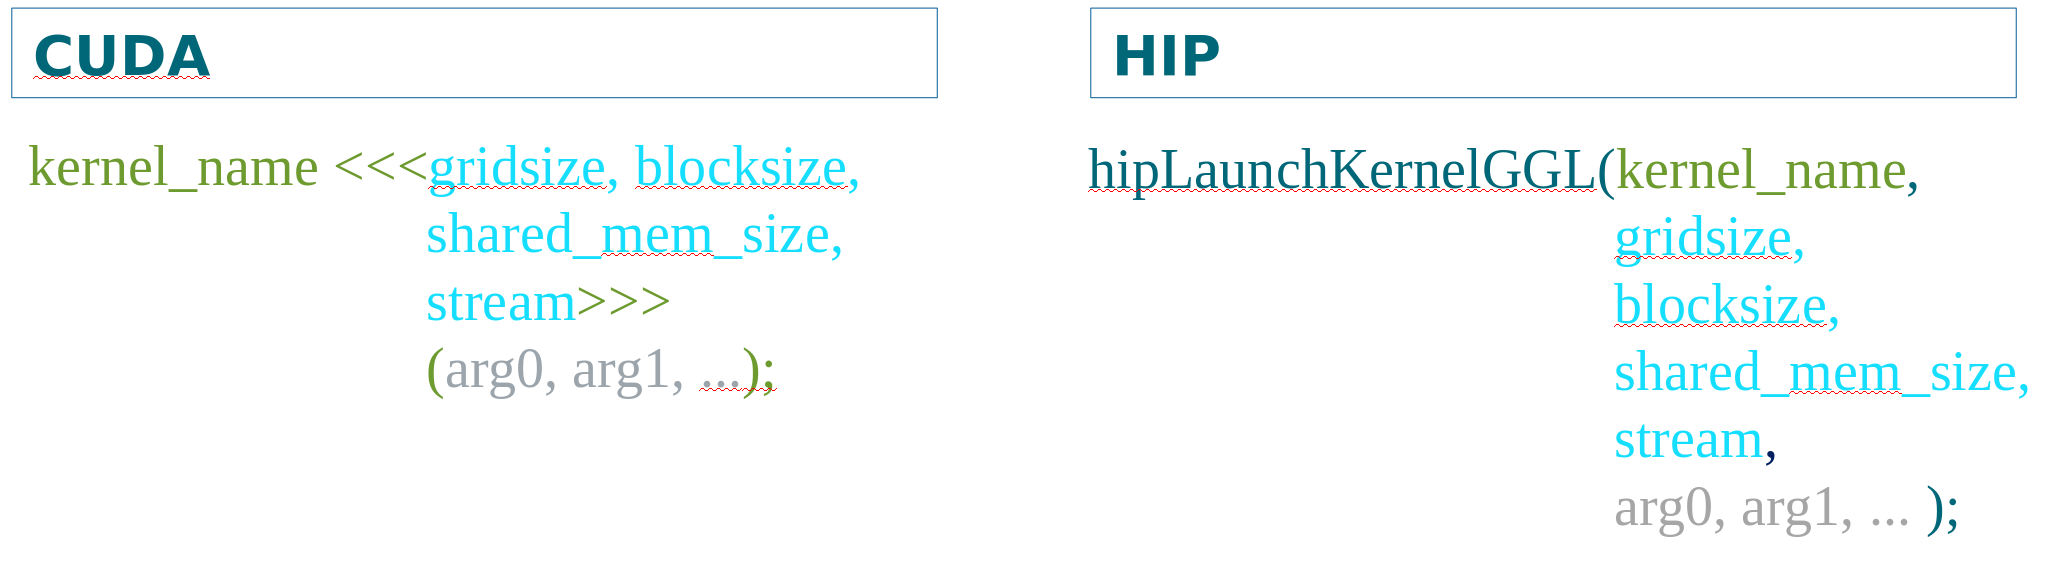 CUDA
kernel_name <<<gridsize, blocksize,
shared_mem_size,
stream>>>
(arg0, arg1, ...);
HIP
hipLaunchKernelGGL(kernel_name,
gridsize,
blocksize,
shared_mem_size,
stream,
arg0, arg1, ... );